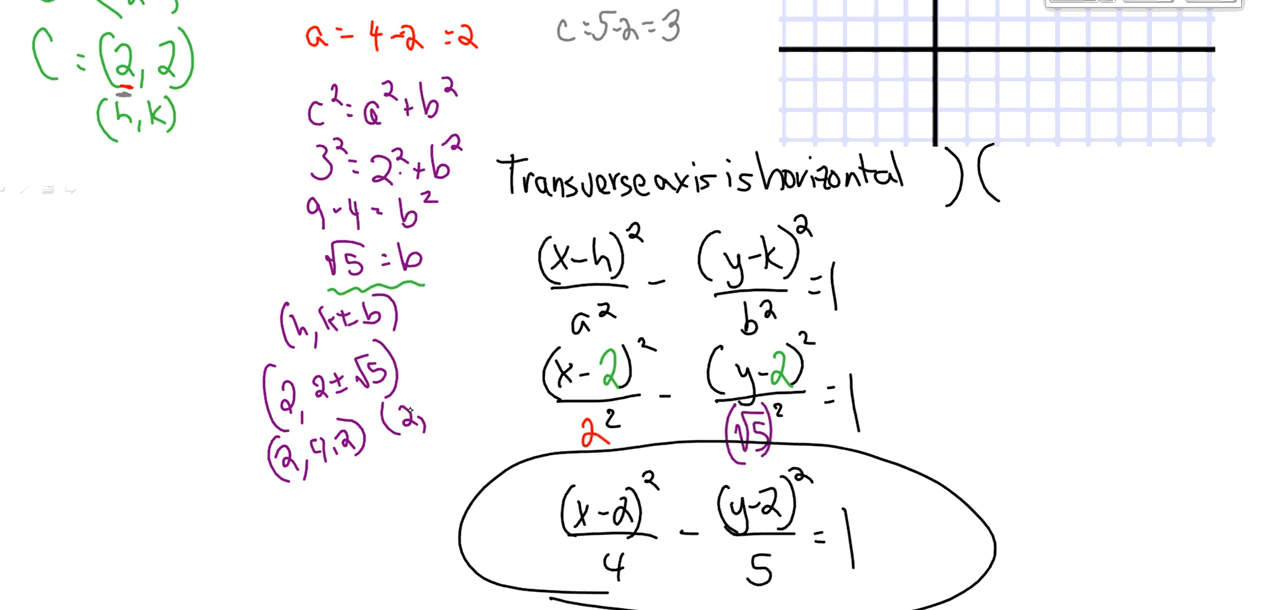 C = (2, 2)
(h, k)
a = 4 - 2 = 2
c = 5 - 2 = 3
c² = a² + b²
3² = 2² + b²
9 - 4 = b²
√5 = b
(h, k ± b)
(2, 2 ± √5)
(2, 4.2) (2,
Transverse axis is horizontal )(
(x-h)²/a² - (y-k)²/b² = 1
(x-2)²/2² - (y-2)²/(√5)² = 1
(x-2)²/4 - (y-2)²/5 = 1